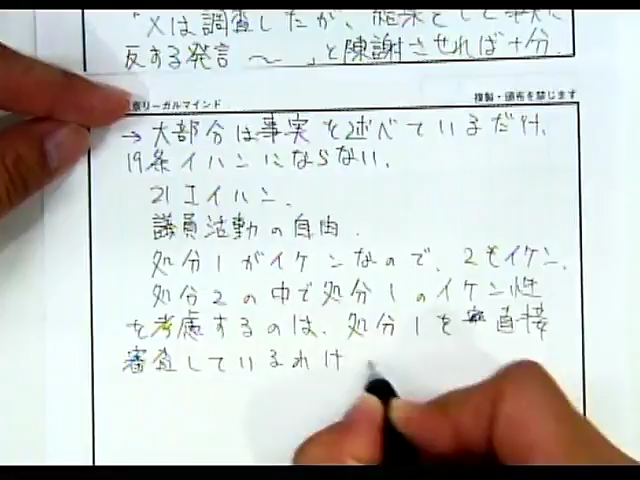 「Xは調査したが、結果として事実に
反する発言 〜 」と陳謝させれば十分.
リーガルマインド
複製・頒布を禁じます
→ 大部分は事実を述べているだけ、
19条イハンにならない.
21Iイハン.
議員活動の自由.
処分1がイケンなので、2もイケン.
処分2の中で処分1のイケン性
を考慮するのは、処分1を直接
審査しているわけ